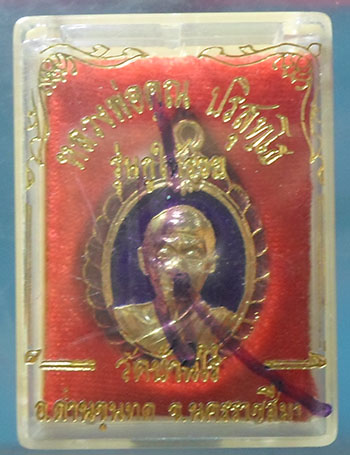 หลวงพ่อคูณ ปริสุทโธ
รุ่นกูให้รวย
วัดบ้านไร่
อ.ด่านขุนทด จ.นครราชสีมา